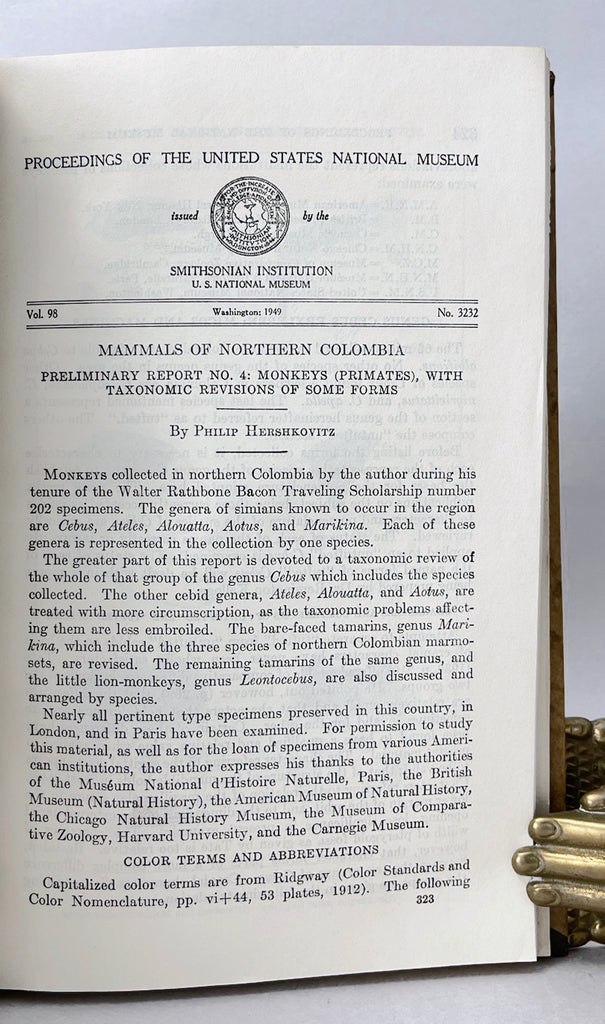 PROCEEDINGS OF THE UNITED STATES NATIONAL MUSEUM
issued by the
SMITHSONIAN INSTITUTION
U. S. NATIONAL MUSEUM
Vol. 98 Washington: 1949 No. 3232
MAMMALS OF NORTHERN COLOMBIA
PRELIMINARY REPORT NO. 4: MONKEYS (PRIMATES), WITH
TAXONOMIC REVISIONS OF SOME FORMS
By PHILIP HERSHKOVITZ
MONKEYS collected in northern Colombia by the author during his
tenure of the Walter Rathbone Bacon Traveling Scholarship number
202 specimens. The genera of simians known to occur in the region
are Cebus, Ateles, Alouatta, Aotus, and Marikina. Each of these
genera is represented in the collection by one species.
The greater part of this report is devoted to a taxonomic review of
the whole of that group of the genus Cebus which includes the species
collected. The other cebid genera, Ateles, Alouatta, and Aotus, are
treated with more circumscription, as the taxonomic problems affect-
ing them are less embroiled. The bare-faced tamarins, genus Mari-
kina, which include the three species of northern Colombian marmo-
sets, are revised. The remaining tamarins of the same genus, and
the little lion-monkeys, genus Leontocebus, are also discussed and
arranged by species.
Nearly all pertinent type specimens preserved in this country, in
London, and in Paris have been examined. For permission to study
this material, as well as for the loan of specimens from various Ameri-
can institutions, the author expresses his thanks to the authorities
of the Muséum National d'Histoire Naturelle, Paris, the British
Museum (Natural History), the American Museum of Natural History,
the Chicago Natural History Museum, the Museum of Compara-
tive Zoology, Harvard University, and the Carnegie Museum.
COLOR TERMS AND ABBREVIATIONS
Capitalized color terms are from Ridgway (Color Standards and
Color Nomenclature, pp. vi+44, 53 plates, 1912). The following
323